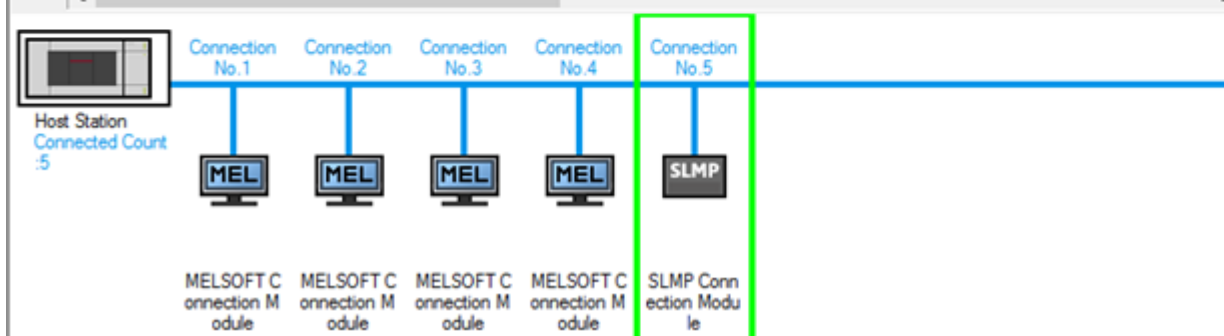 Connection No.1
Connection No.2
Connection No.3
Connection No.4
Connection No.5
Host Station
Connected Count
:5
MEL
MEL
MEL
MEL
SLMP
MELSOFT C
onnection M
odule
MELSOFT C
onnection M
odule
MELSOFT C
onnection M
odule
MELSOFT C
onnection M
odule
SLMP Conn
ection Modu
le